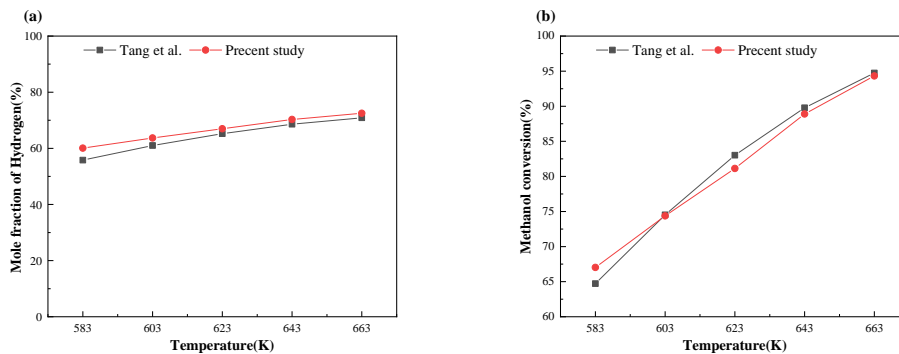 (a)
Tang et al. Precent study
Mole fraction of Hydrogen(%)
100
80
60
40
20
0
583 603 623 643 663
Temperature(K)
(b)
Tang et al. Precent study
Methanol conversion(%)
100
95
90
85
80
75
70
65
60
583 603 623 643 663
Temperature(K)